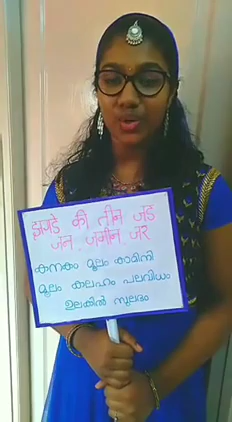 झगडे की तीन जड
जन, जमीन, जर
കനകം മൂലം കാമിനി
മൂലം കലഹം പലവിധം
ഉലകിൽ സുലഭം